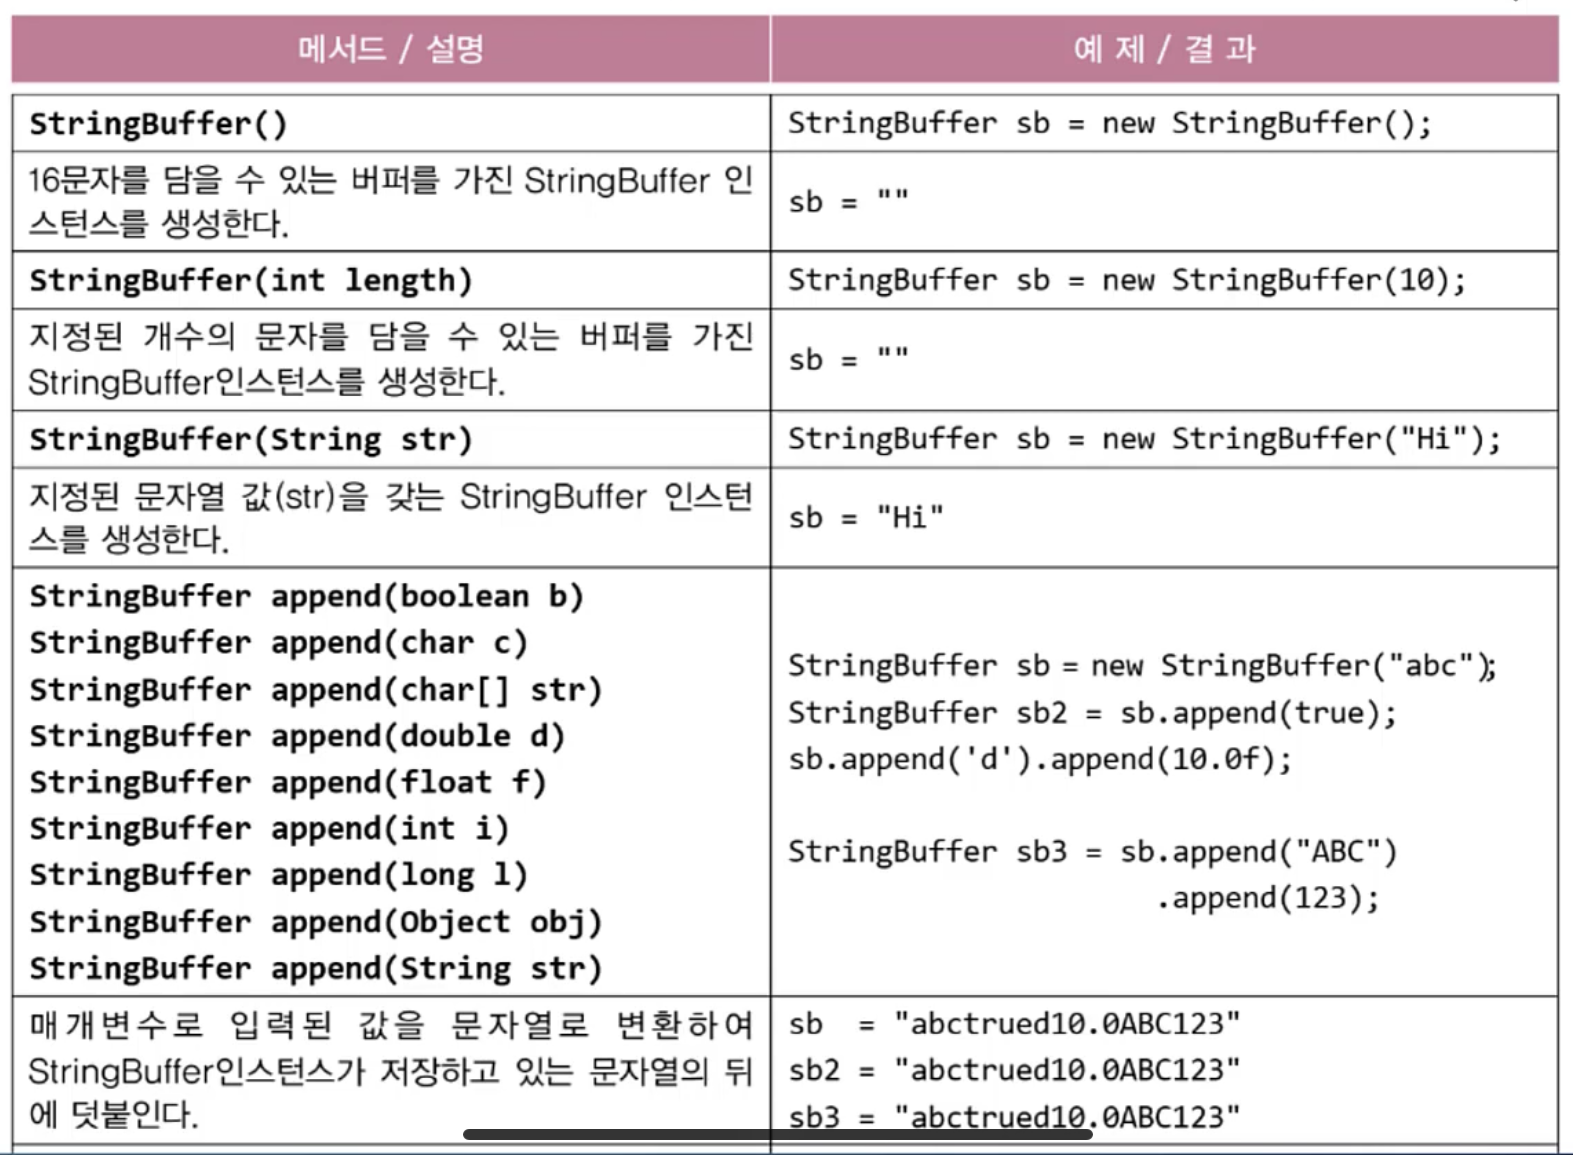 메서드 / 설명
예 제 / 결 과
StringBuffer()
StringBuffer sb = new StringBuffer();
16문자를 담을 수 있는 버퍼를 가진 StringBuffer 인
스턴스를 생성한다.
sb = ""
StringBuffer(int length)
StringBuffer sb = new StringBuffer(10);
지정된 개수의 문자를 담을 수 있는 버퍼를 가진
StringBuffer인스턴스를 생성한다.
sb = ""
StringBuffer(String str)
StringBuffer sb = new StringBuffer("Hi");
지정된 문자열 값(str)을 갖는 StringBuffer 인스턴
스를 생성한다.
sb = "Hi"
StringBuffer append(boolean b)
StringBuffer append(char c)
StringBuffer append(char[] str)
StringBuffer append(double d)
StringBuffer append(float f)
StringBuffer append(int i)
StringBuffer append(long l)
StringBuffer append(Object obj)
StringBuffer append(String str)
StringBuffer sb = new StringBuffer("abc");
StringBuffer sb2 = sb.append(true);
sb.append('d').append(10.0f);
StringBuffer sb3 = sb.append("ABC")
.append(123);
매개변수로 입력된 값을 문자열로 변환하여
StringBuffer인스턴스가 저장하고 있는 문자열의 뒤
에 덧붙인다.
sb = "abctrued10.0ABC123"
sb2 = "abctrued10.0ABC123"
sb3 = "abctrued10.0ABC123"